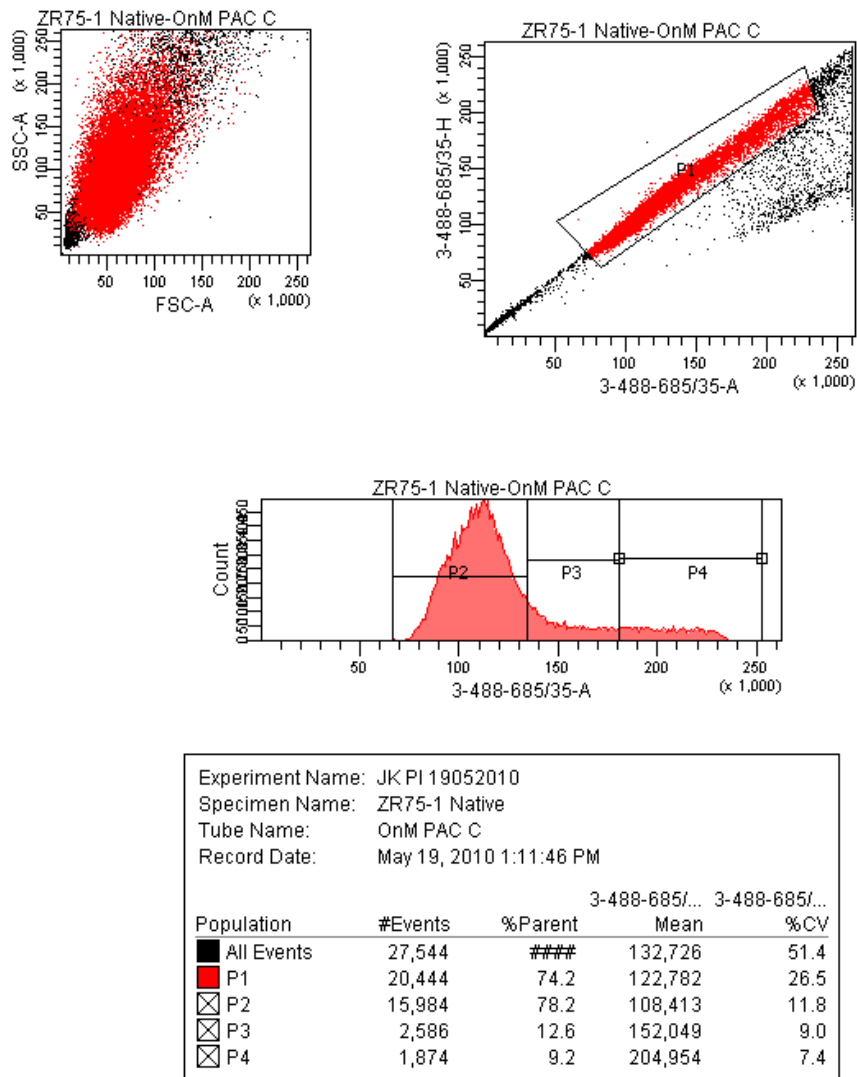 ZR75-1 Native-OnM PAC C
SSC-A (x 1,000)
50 100 150 200 250
50 100 150 200 250
FSC-A (x 1,000)
ZR75-1 Native-OnM PAC C
3-488-685/35-H (x 1,000)
50 100 150 200 250
P1
50 100 150 200 250
3-488-685/35-A (x 1,000)
ZR75-1 Native-OnM PAC C
Count
P2 P3 P4
50 100 150 200 250
3-488-685/35-A (x 1,000)
Experiment Name: JK PI 19052010
Specimen Name: ZR75-1 Native
Tube Name: OnM PAC C
Record Date: May 19, 2010 1:11:46 PM
3-488-685/... 3-488-685/...
Population #Events %Parent Mean %CV
All Events 27,544 #### 132,726 51.4
P1 20,444 74.2 122,782 26.5
P2 15,984 78.2 108,413 11.8
P3 2,586 12.6 152,049 9.0
P4 1,874 9.2 204,954 7.4